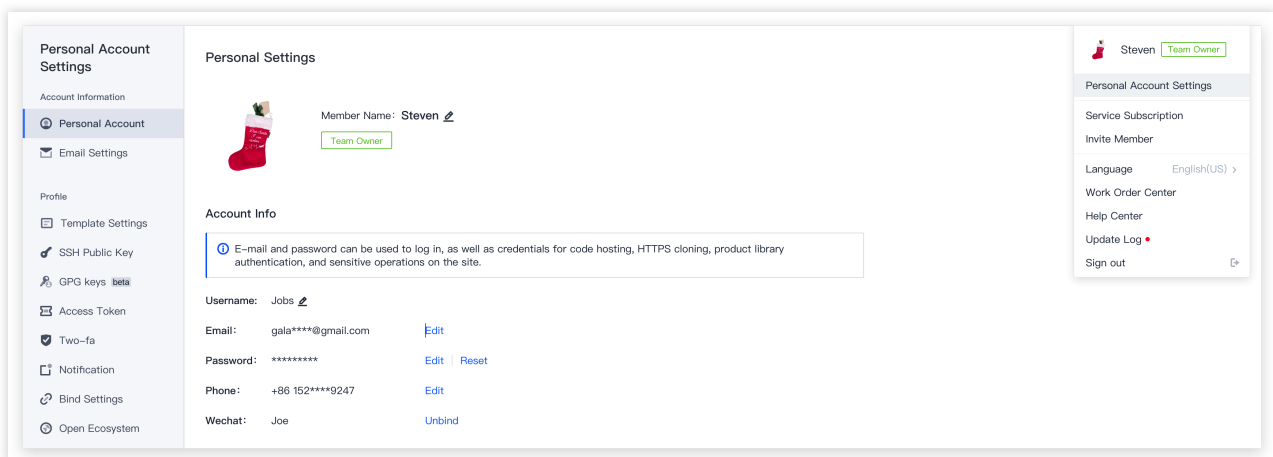 Personal Account
Settings
Account Information
Personal Account
Email Settings
Profile
Template Settings
SSH Public Key
GPG keys beta
Access Token
Two-fa
Notification
Bind Settings
Open Ecosystem
Personal Settings
Member Name: Steven
Team Owner
Account Info
E-mail and password can be used to log in, as well as credentials for code hosting, HTTPS cloning, product library
authentication, and sensitive operations on the site.
Username: Jobs
Email: gala****@gmail.com Edit
Password: ********* Edit Reset
Phone: +86 152****9247 Edit
Wechat: Joe Unbind
Steven Team Owner
Personal Account Settings
Service Subscription
Invite Member
Language English(US)
Work Order Center
Help Center
Update Log
Sign out